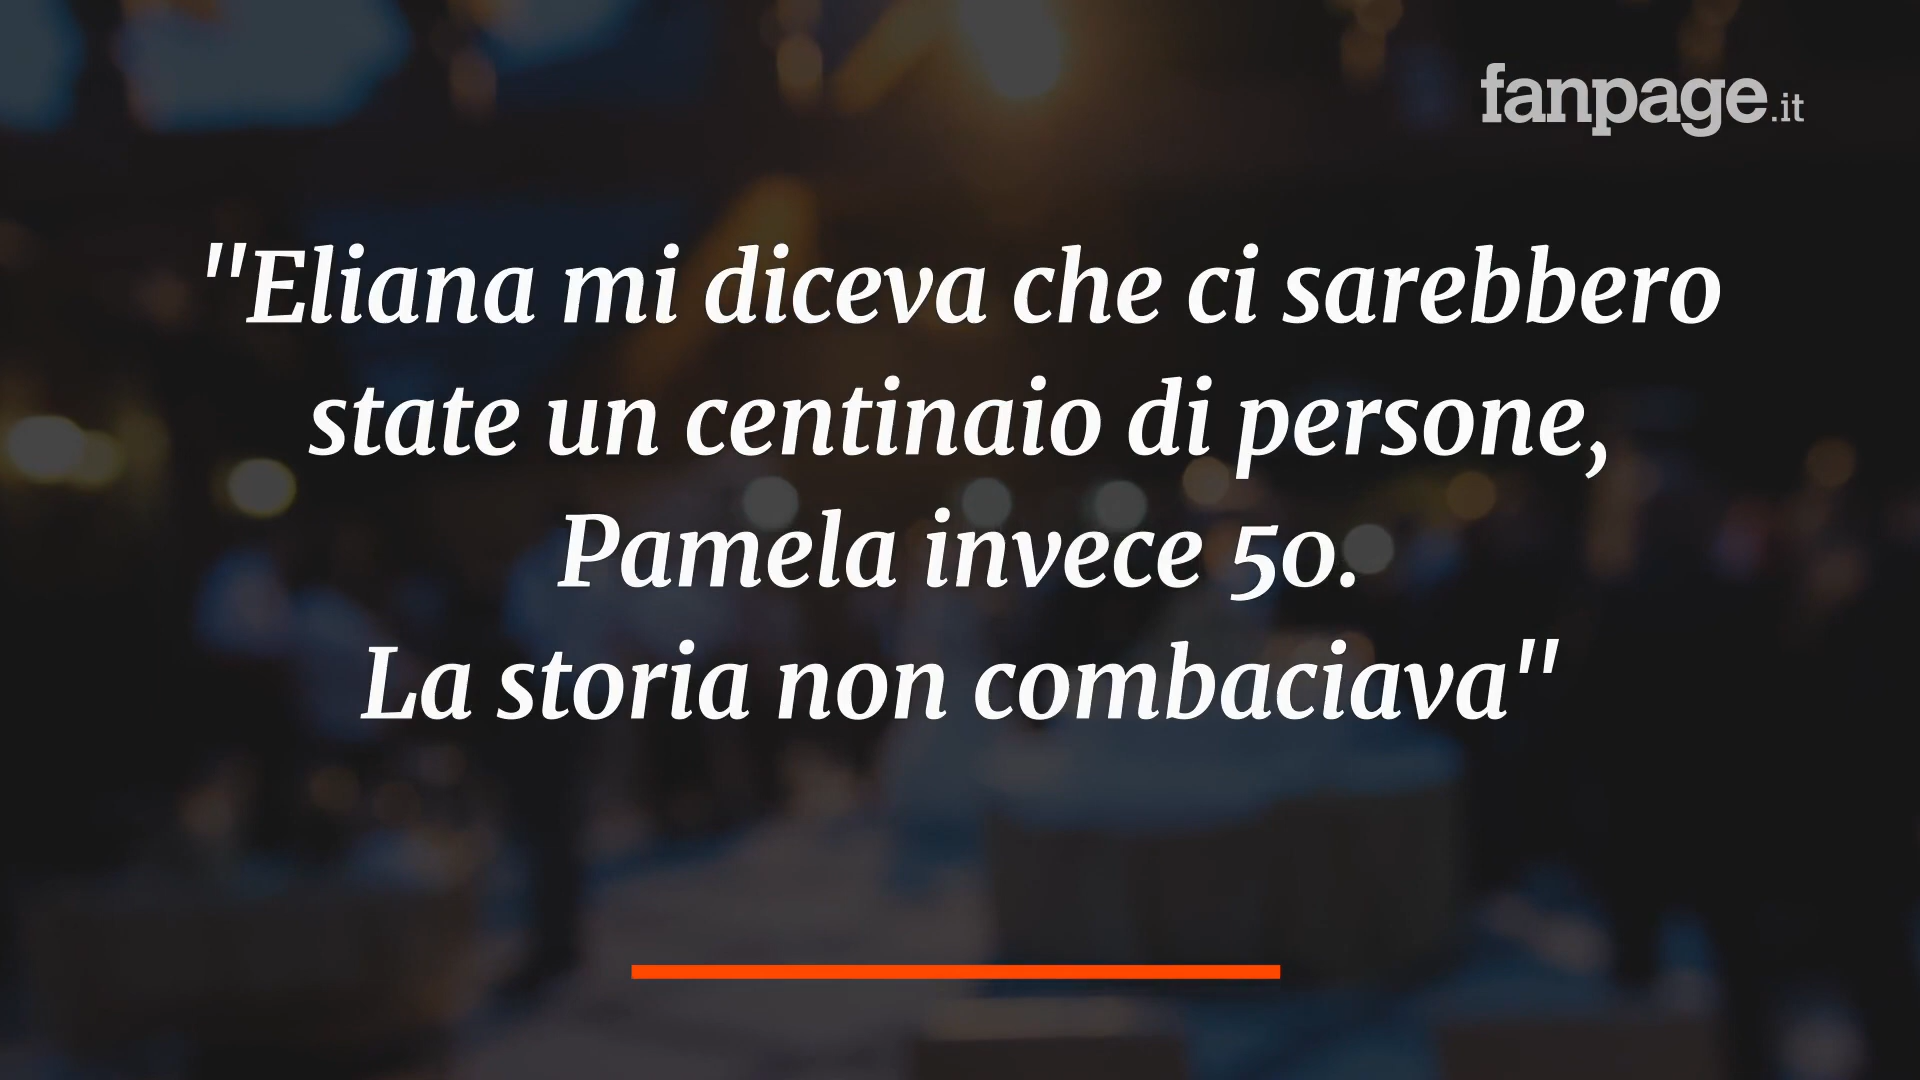 fanpage.it
"Eliana mi diceva che ci sarebbero
state un centinaio di persone,
Pamela invece 50.
La storia non combaciava"